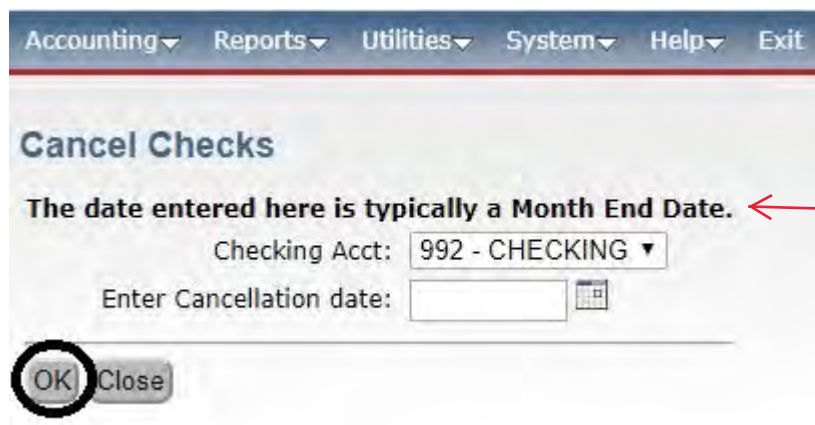 Accounting Reports Utilities System Help Exit
Cancel Checks
The date entered here is typically a Month End Date.
Checking Acct: 992 - CHECKING
Enter Cancellation date:
OK Close